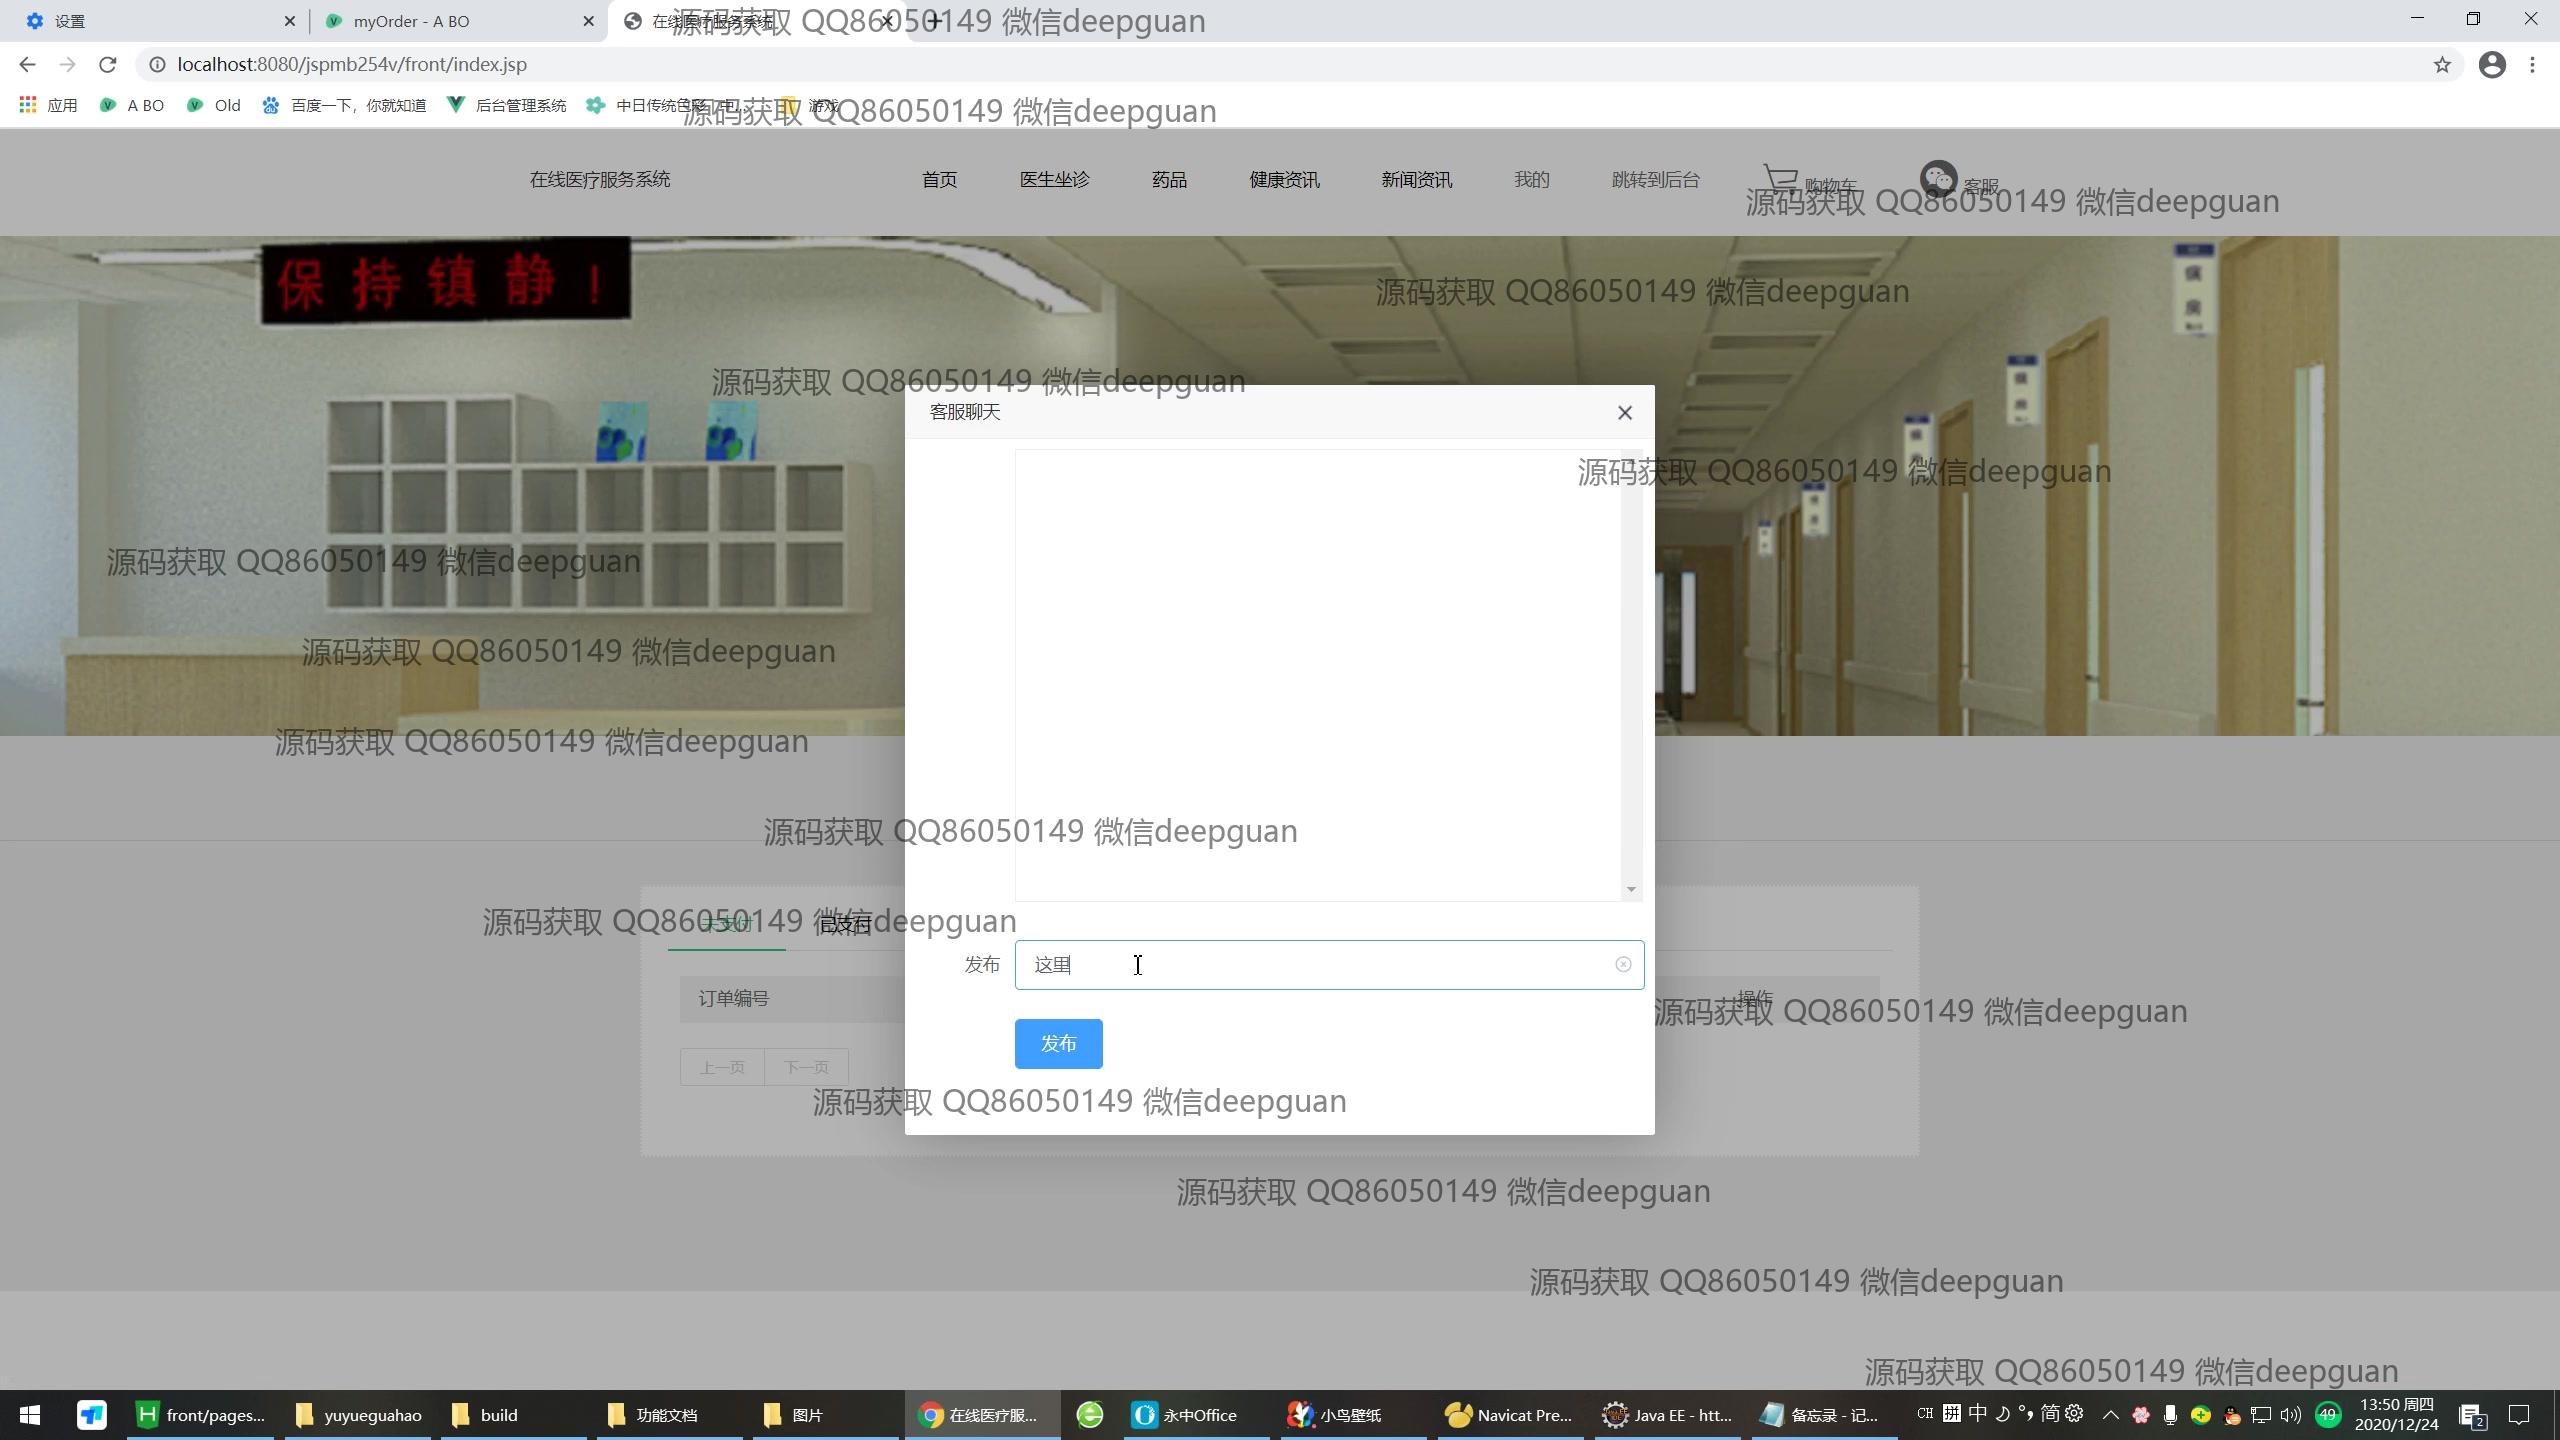 设置
myOrder - A BO
在线医疗服务系统
源码获取 QQ86050149 微信deepguan
localhost:8080/jspmb254v/front/index.jsp
应用
A BO
Old
百度一下，你就知道
后台管理系统
中日传统色彩
游戏
源码获取 QQ86050149 微信deepguan
在线医疗服务系统
首页
医生坐诊
药品
健康资讯
新闻资讯
我的
跳转到后台
购物车
客服
源码获取 QQ86050149 微信deepguan
保持镇静！
源码获取 QQ86050149 微信deepguan
源码获取 QQ86050149 微信deepguan
客服聊天
源码获取 QQ86050149 微信deepguan
源码获取 QQ86050149 微信deepguan
源码获取 QQ86050149 微信deepguan
源码获取 QQ86050149 微信deepguan
源码获取 QQ86050149 微信deepguan
源码获取 QQ86050149 微信deepguan
未支付
已支付
发布
这里
订单编号
操作
源码获取 QQ86050149 微信deepguan
发布
上一页
下一页
源码获取 QQ86050149 微信deepguan
源码获取 QQ86050149 微信deepguan
源码获取 QQ86050149 微信deepguan
源码获取 QQ86050149 微信deepguan
front/pages...
yuyueguahao
build
功能文档
图片
在线医疗服...
永中Office
小鸟壁纸
Navicat Pre...
Java EE - htt...
备忘录 - 记...
CH
拼
中
简
49
13:50 周四
2020/12/24
2